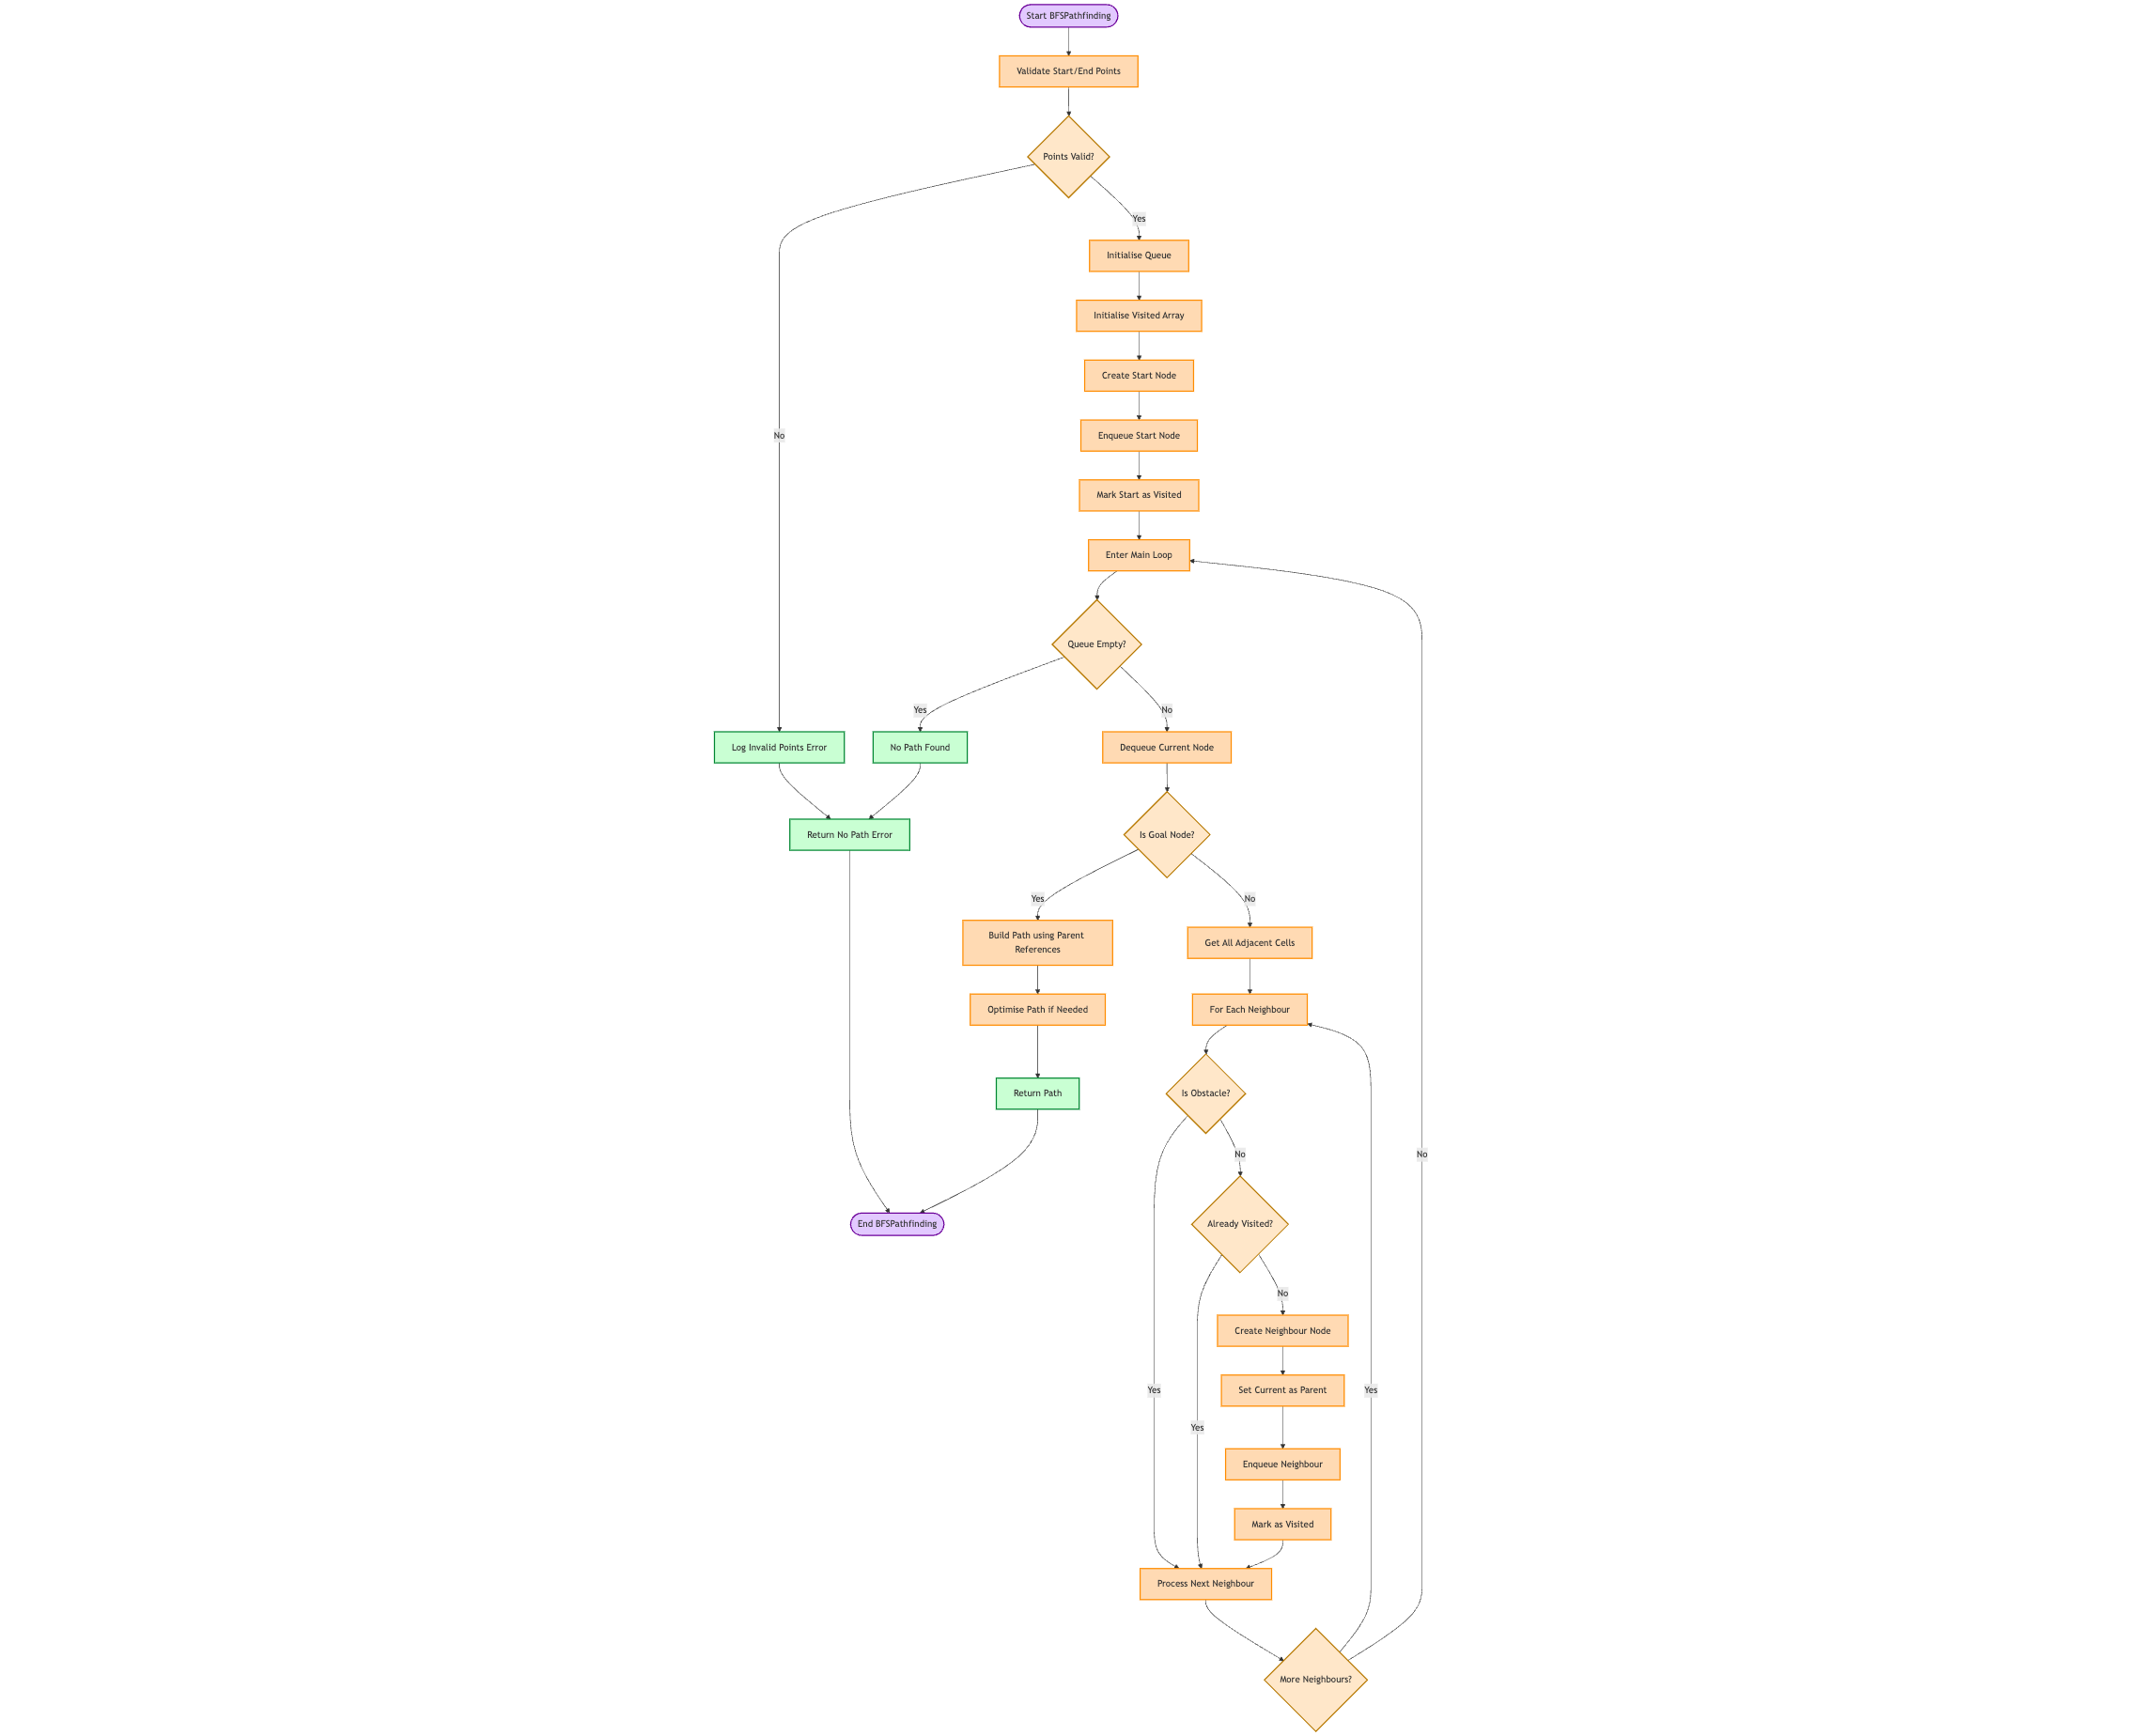 Start BFSPathfinding
Validate Start/End Points
Points Valid?
Yes
Initialise Queue
Initialise Visited Array
Create Start Node
No
Enqueue Start Node
Mark Start as Visited
Enter Main Loop
Queue Empty?
Yes
No
Log Invalid Points Error
No Path Found
Dequeue Current Node
Return No Path Error
Is Goal Node?
Yes
No
Build Path using Parent
References
Get All Adjacent Cells
Optimise Path if Needed
For Each Neighbour
Return Path
Is Obstacle?
No
No
End BFSPathfinding
Already Visited?
No
Create Neighbour Node
Yes
Set Current as Parent
Yes
Yes
Enqueue Neighbour
Mark as Visited
Process Next Neighbour
More Neighbours?